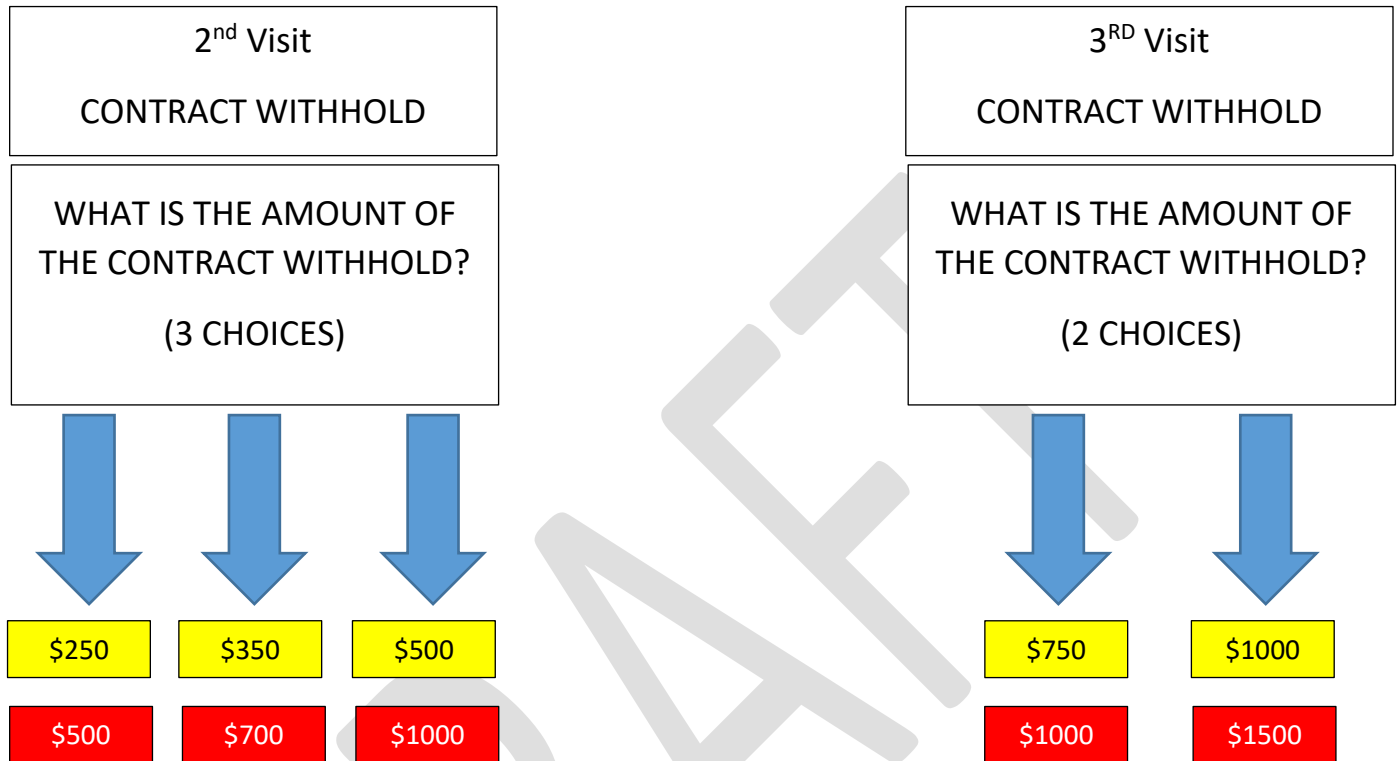 2nd Visit
CONTRACT WITHHOLD
WHAT IS THE AMOUNT OF
THE CONTRACT WITHHOLD?
(3 CHOICES)
$250
$350
$500
$500
$700
$1000
3RD Visit
CONTRACT WITHHOLD
WHAT IS THE AMOUNT OF
THE CONTRACT WITHHOLD?
(2 CHOICES)
$750
$1000
$1000
$1500
DRAFT